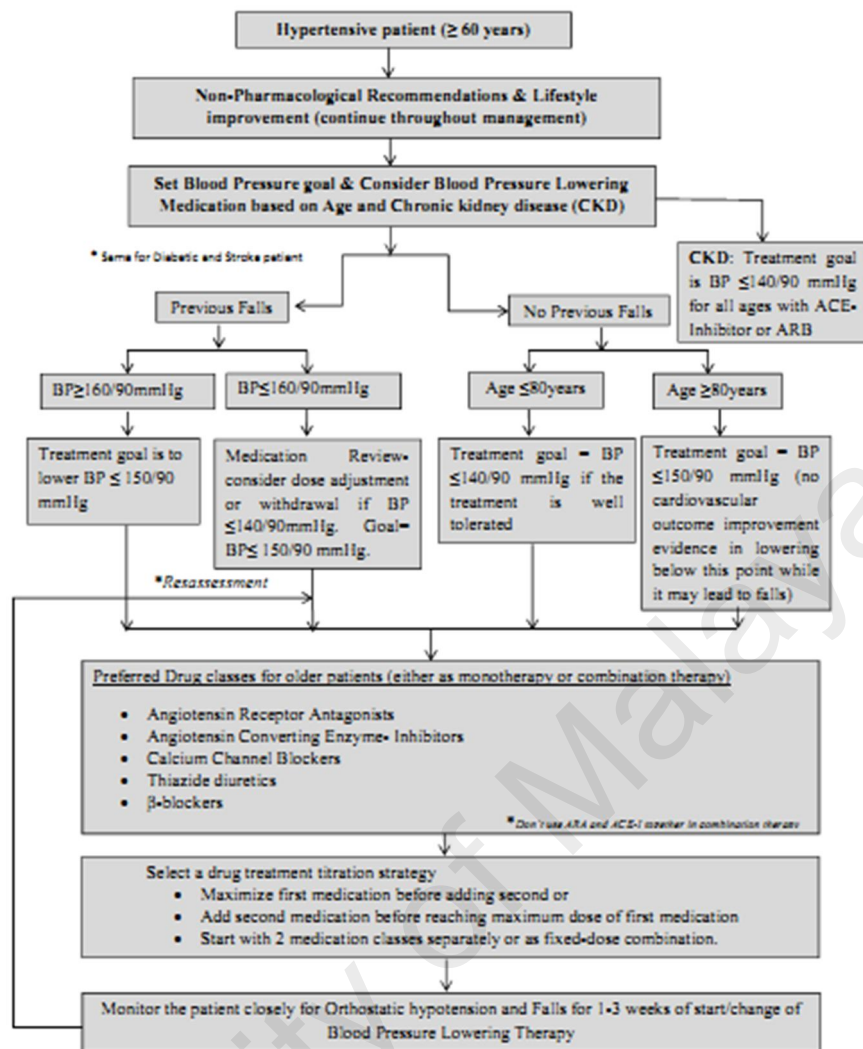 Hypertensive patient (≥ 60 years)
Non-Pharmacological Recommendations & Lifestyle
improvement (continue throughout management)
Set Blood Pressure goal & Consider Blood Pressure Lowering
Medication based on Age and Chronic kidney disease (CKD)
* Same for Diabetic and Stroke patient
CKD: Treatment goal
is BP ≤140/90 mmHg
for all ages with ACE-
Inhibitor or ARB
Previous Falls
No Previous Falls
BP≥160/90mmHg
BP≤160/90mmHg
Age ≤80years
Age ≥80years
Treatment goal is to
lower BP ≤ 150/90
mmHg
Medication Review-
consider dose adjustment
or withdrawal if BP
≤140/90mmHg. Goal=
BP≤ 150/90 mmHg.
Treatment goal = BP
≤140/90 mmHg if the
treatment is well
tolerated
Treatment goal = BP
≤150/90 mmHg (no
cardiovascular
outcome improvement
evidence in lowering
below this point while
it may lead to falls)
*Resassessment
Preferred Drug classes for older patients (either as monotherapy or combination therapy)
• Angiotensin Receptor Antagonists
• Angiotensin Converting Enzyme- Inhibitors
• Calcium Channel Blockers
• Thiazide diuretics
• β-blockers
*Don't use ARA and ACE-I together in combination therapy
Select a drug treatment titration strategy
• Maximize first medication before adding second or
• Add second medication before reaching maximum dose of first medication
• Start with 2 medication classes separately or as fixed-dose combination.
Monitor the patient closely for Orthostatic hypotension and Falls for 1-3 weeks of start/change of
Blood Pressure Lowering Therapy
ity of Malaya